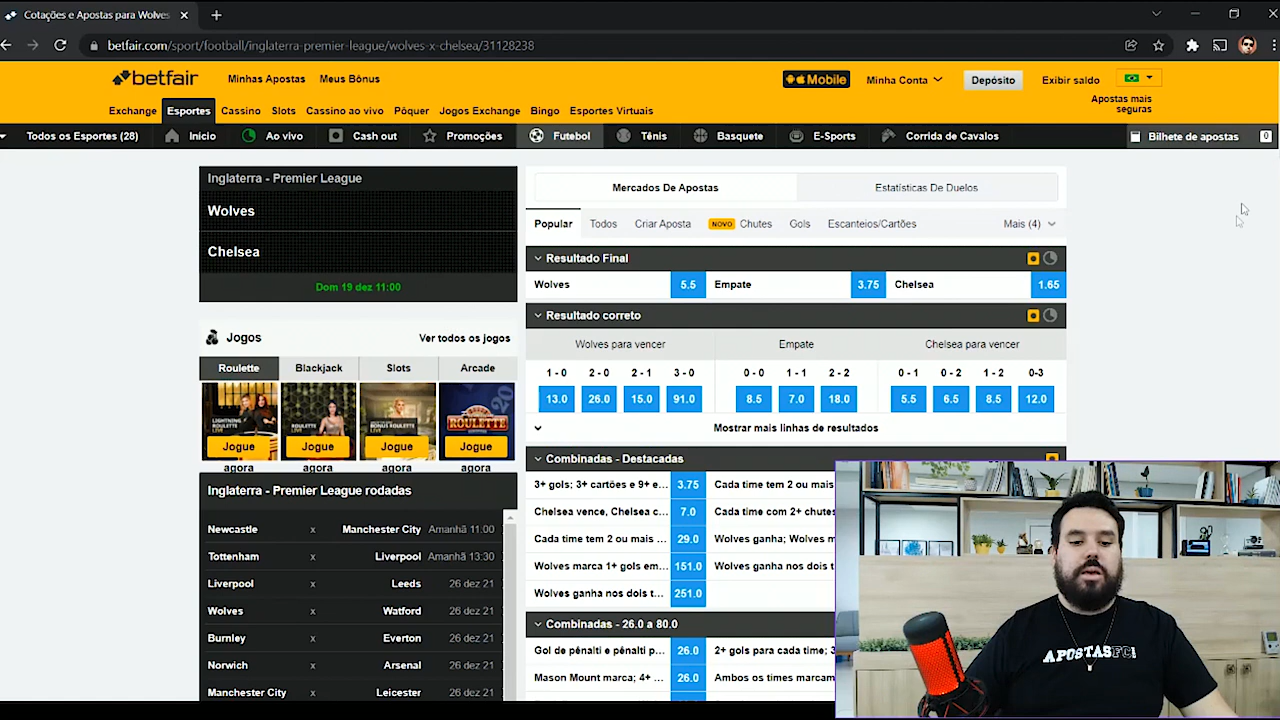 Cotações e Apostas para Wolves
betfair.com/sport/football/inglaterra-premier-league/wolves-x-chelsea/31128238
betfair Minhas Apostas Meus Bônus Mobile Minha Conta Depósito Exibir saldo
Exchange Esportes Cassino Slots Cassino ao vivo Pôquer Jogos Exchange Bingo Esportes Virtuais Apostas mais
seguras
Todos os Esportes (28) Início Ao vivo Cash out Promoções Futebol Tênis Basquete E-Sports Corrida de Cavalos Bilhete de apostas 0
Inglaterra - Premier League
Wolves
Chelsea
Dom 19 dez 11:00
Jogos Ver todos os jogos
Roulette Blackjack Slots Arcade
LIGHTNING ROULETTE
ROULETTE
BONUS ROULETTE
ROULETTE
Jogue Jogue Jogue Jogue
agora agora agora agora
Inglaterra - Premier League rodadas
Newcastle x Manchester City Amanhã 11:00
Tottenham x Liverpool Amanhã 13:30
Liverpool x Leeds 26 dez 21
Wolves x Watford 26 dez 21
Burnley x Everton 26 dez 21
Norwich x Arsenal 26 dez 21
Manchester City x Leicester 26 dez 21
Mercados De Apostas Estatísticas De Duelos
Popular Todos Criar Aposta NOVO Chutes Gols Escanteios/Cartões Mais (4)
Resultado Final
Wolves 5.5 Empate 3.75 Chelsea 1.65
Resultado correto
Wolves para vencer Empate Chelsea para vencer
1 - 0 2 - 0 2 - 1 3 - 0 0 - 0 1 - 1 2 - 2 0 - 1 0 - 2 1 - 2 0-3
13.0 26.0 15.0 91.0 8.5 7.0 18.0 5.5 6.5 8.5 12.0
Mostrar mais linhas de resultados
Combinadas - Destacadas
3+ gols; 3+ cartões e 9+ e... 3.75 Cada time tem 2 ou mais
Chelsea vence, Chelsea c... 7.0 Cada time com 2+ chutes
Cada time tem 2 ou mais ... 29.0 Wolves ganha; Wolves m
Wolves marca 1+ gols em... 151.0 Wolves ganha nos dois t
Wolves ganha nos dois t... 251.0
Combinadas - 26.0 a 80.0
Gol de pênalti e pênalti p... 26.0 2+ gols para cada time; 3
Mason Mount marca; 4+ ... 26.0 Ambos os times marcam
APOSTASFC